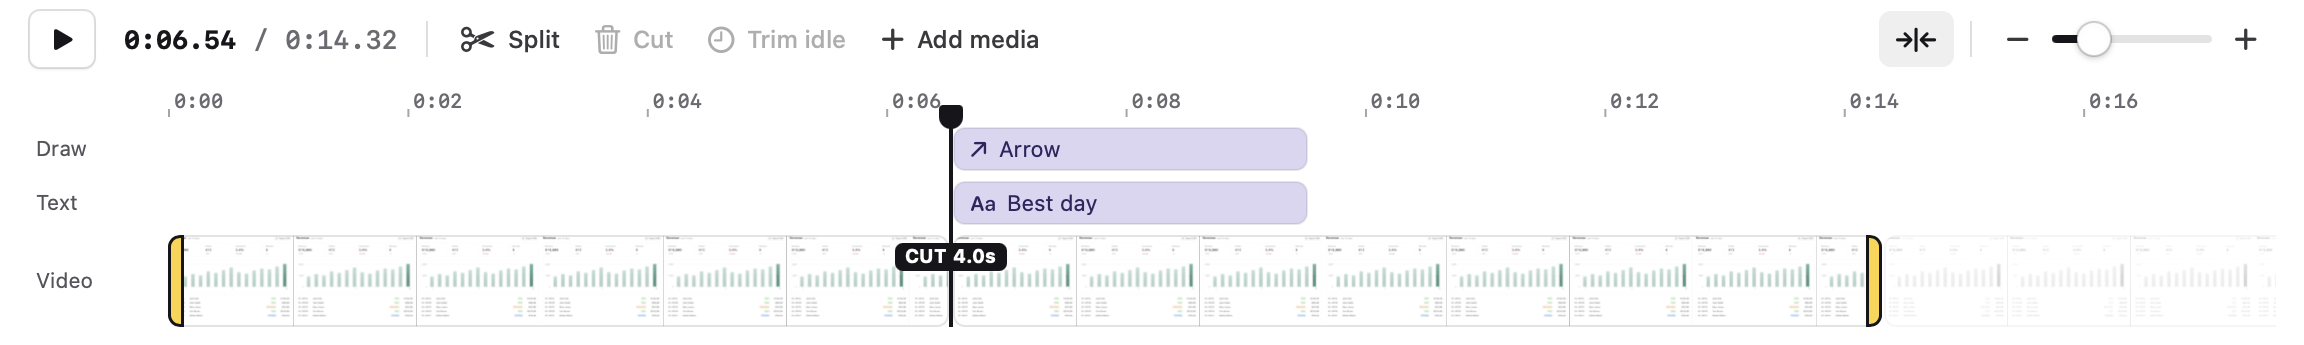 0:06.54 / 0:14.32 Split Cut Trim idle + Add media
0:00 0:02 0:04 0:06 0:08 0:10 0:12 0:14 0:16
Draw Arrow
Text Aa Best day
Video CUT 4.0s